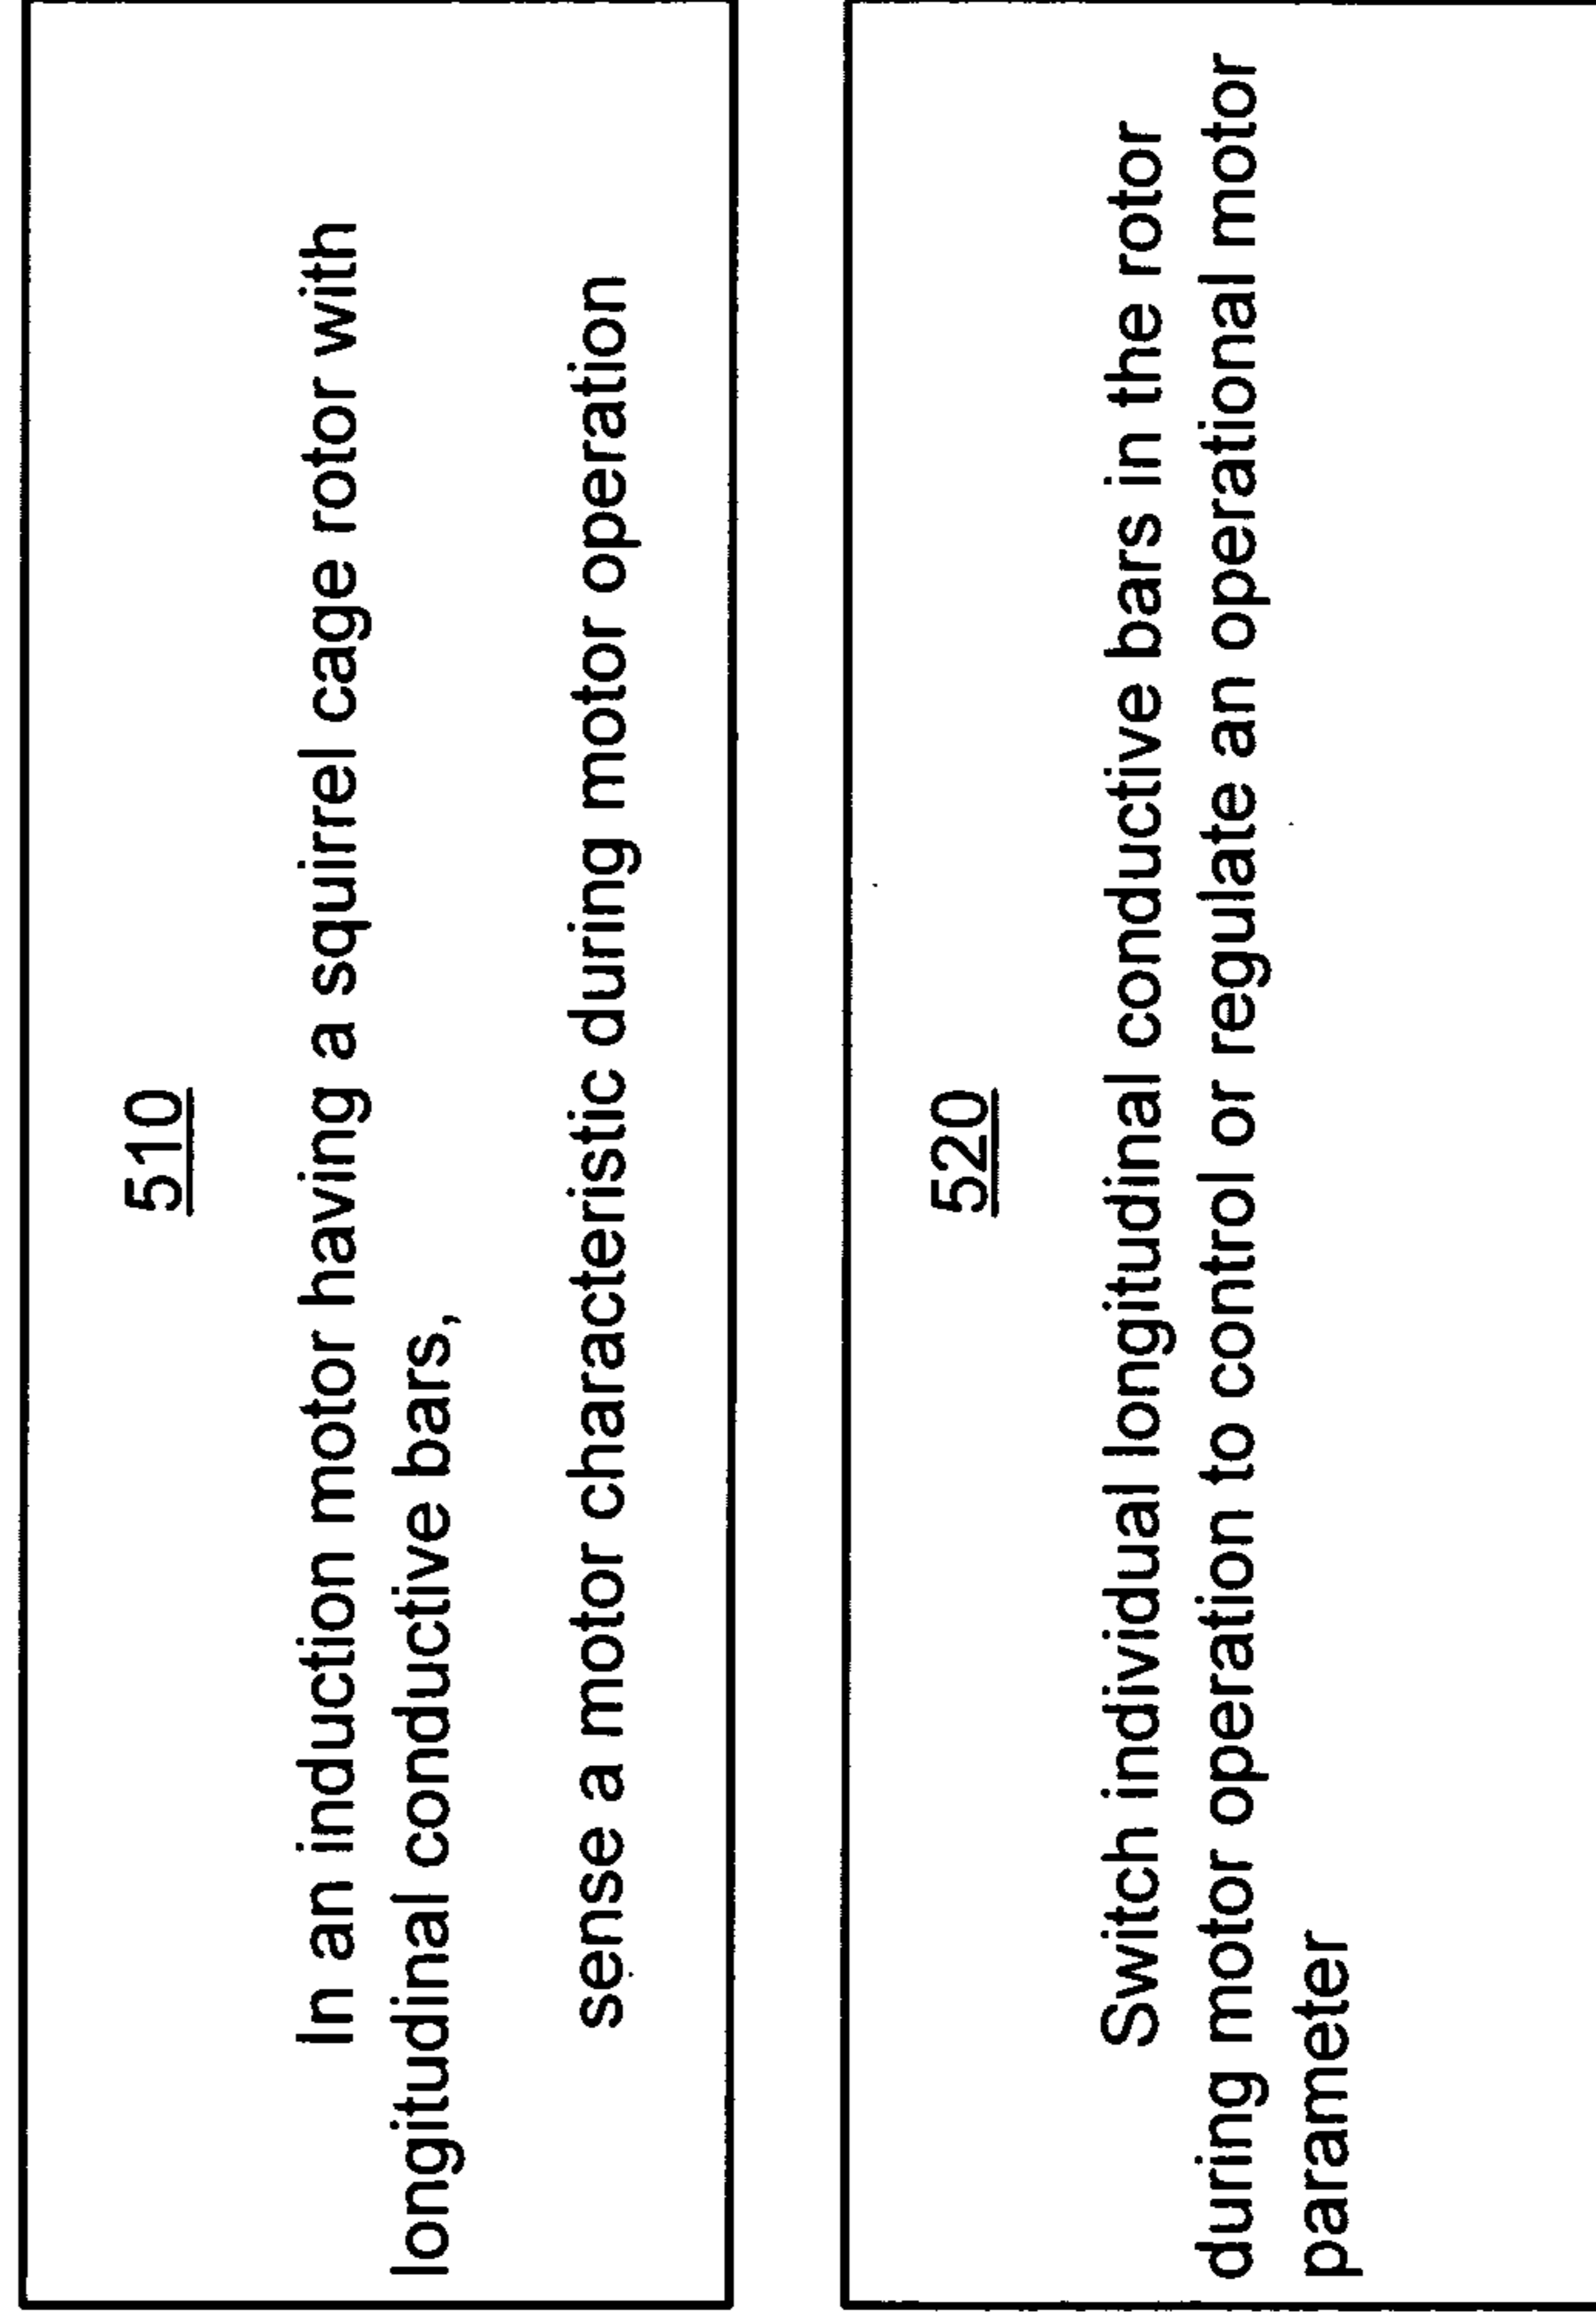 510
In an induction motor having a squirrel cage rotor with
longitudinal conductive bars,
sense a motor characteristic during motor operation
520
Switch individual longitudinal conductive bars in the rotor
during motor operation to control or regulate an operational motor
parameter